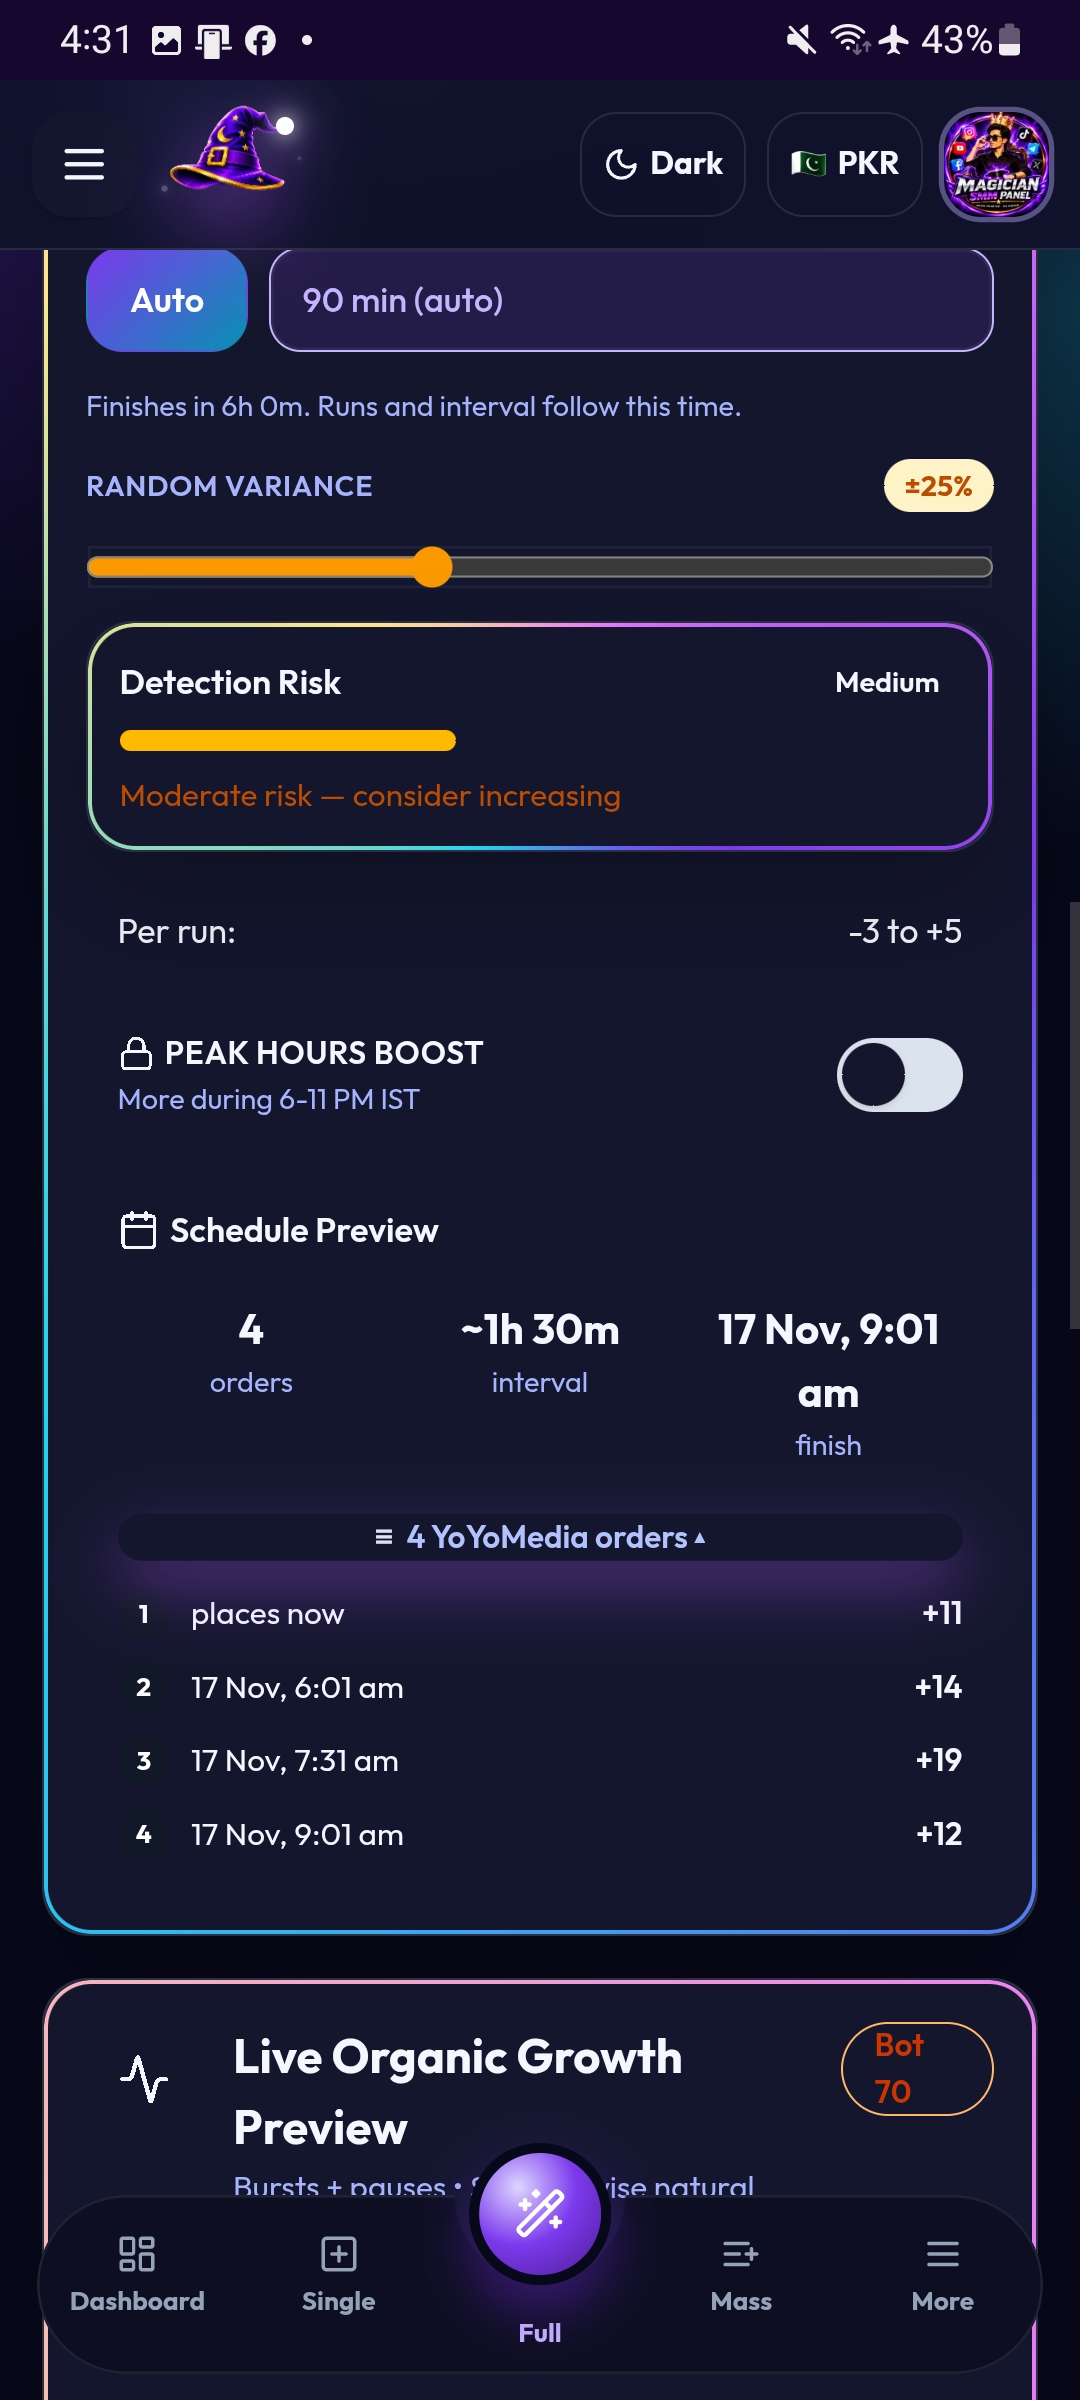 4:31
43%
Dark
🇵🇰 PKR
MAGICIAN
SMM PANEL
Auto
90 min (auto)
Finishes in 6h 0m. Runs and interval follow this time.
RANDOM VARIANCE
±25%
Detection Risk
Medium
Moderate risk — consider increasing
Per run:
-3 to +5
PEAK HOURS BOOST
More during 6-11 PM IST
Schedule Preview
4
orders
~1h 30m
interval
17 Nov, 9:01
am
finish
≡ 4 YoYoMedia orders ▴
1 places now +11
2 17 Nov, 6:01 am +14
3 17 Nov, 7:31 am +19
4 17 Nov, 9:01 am +12
Live Organic Growth
Preview
Bot
70
Bursts + pauses • natural
Dashboard
Single
Full
Mass
More